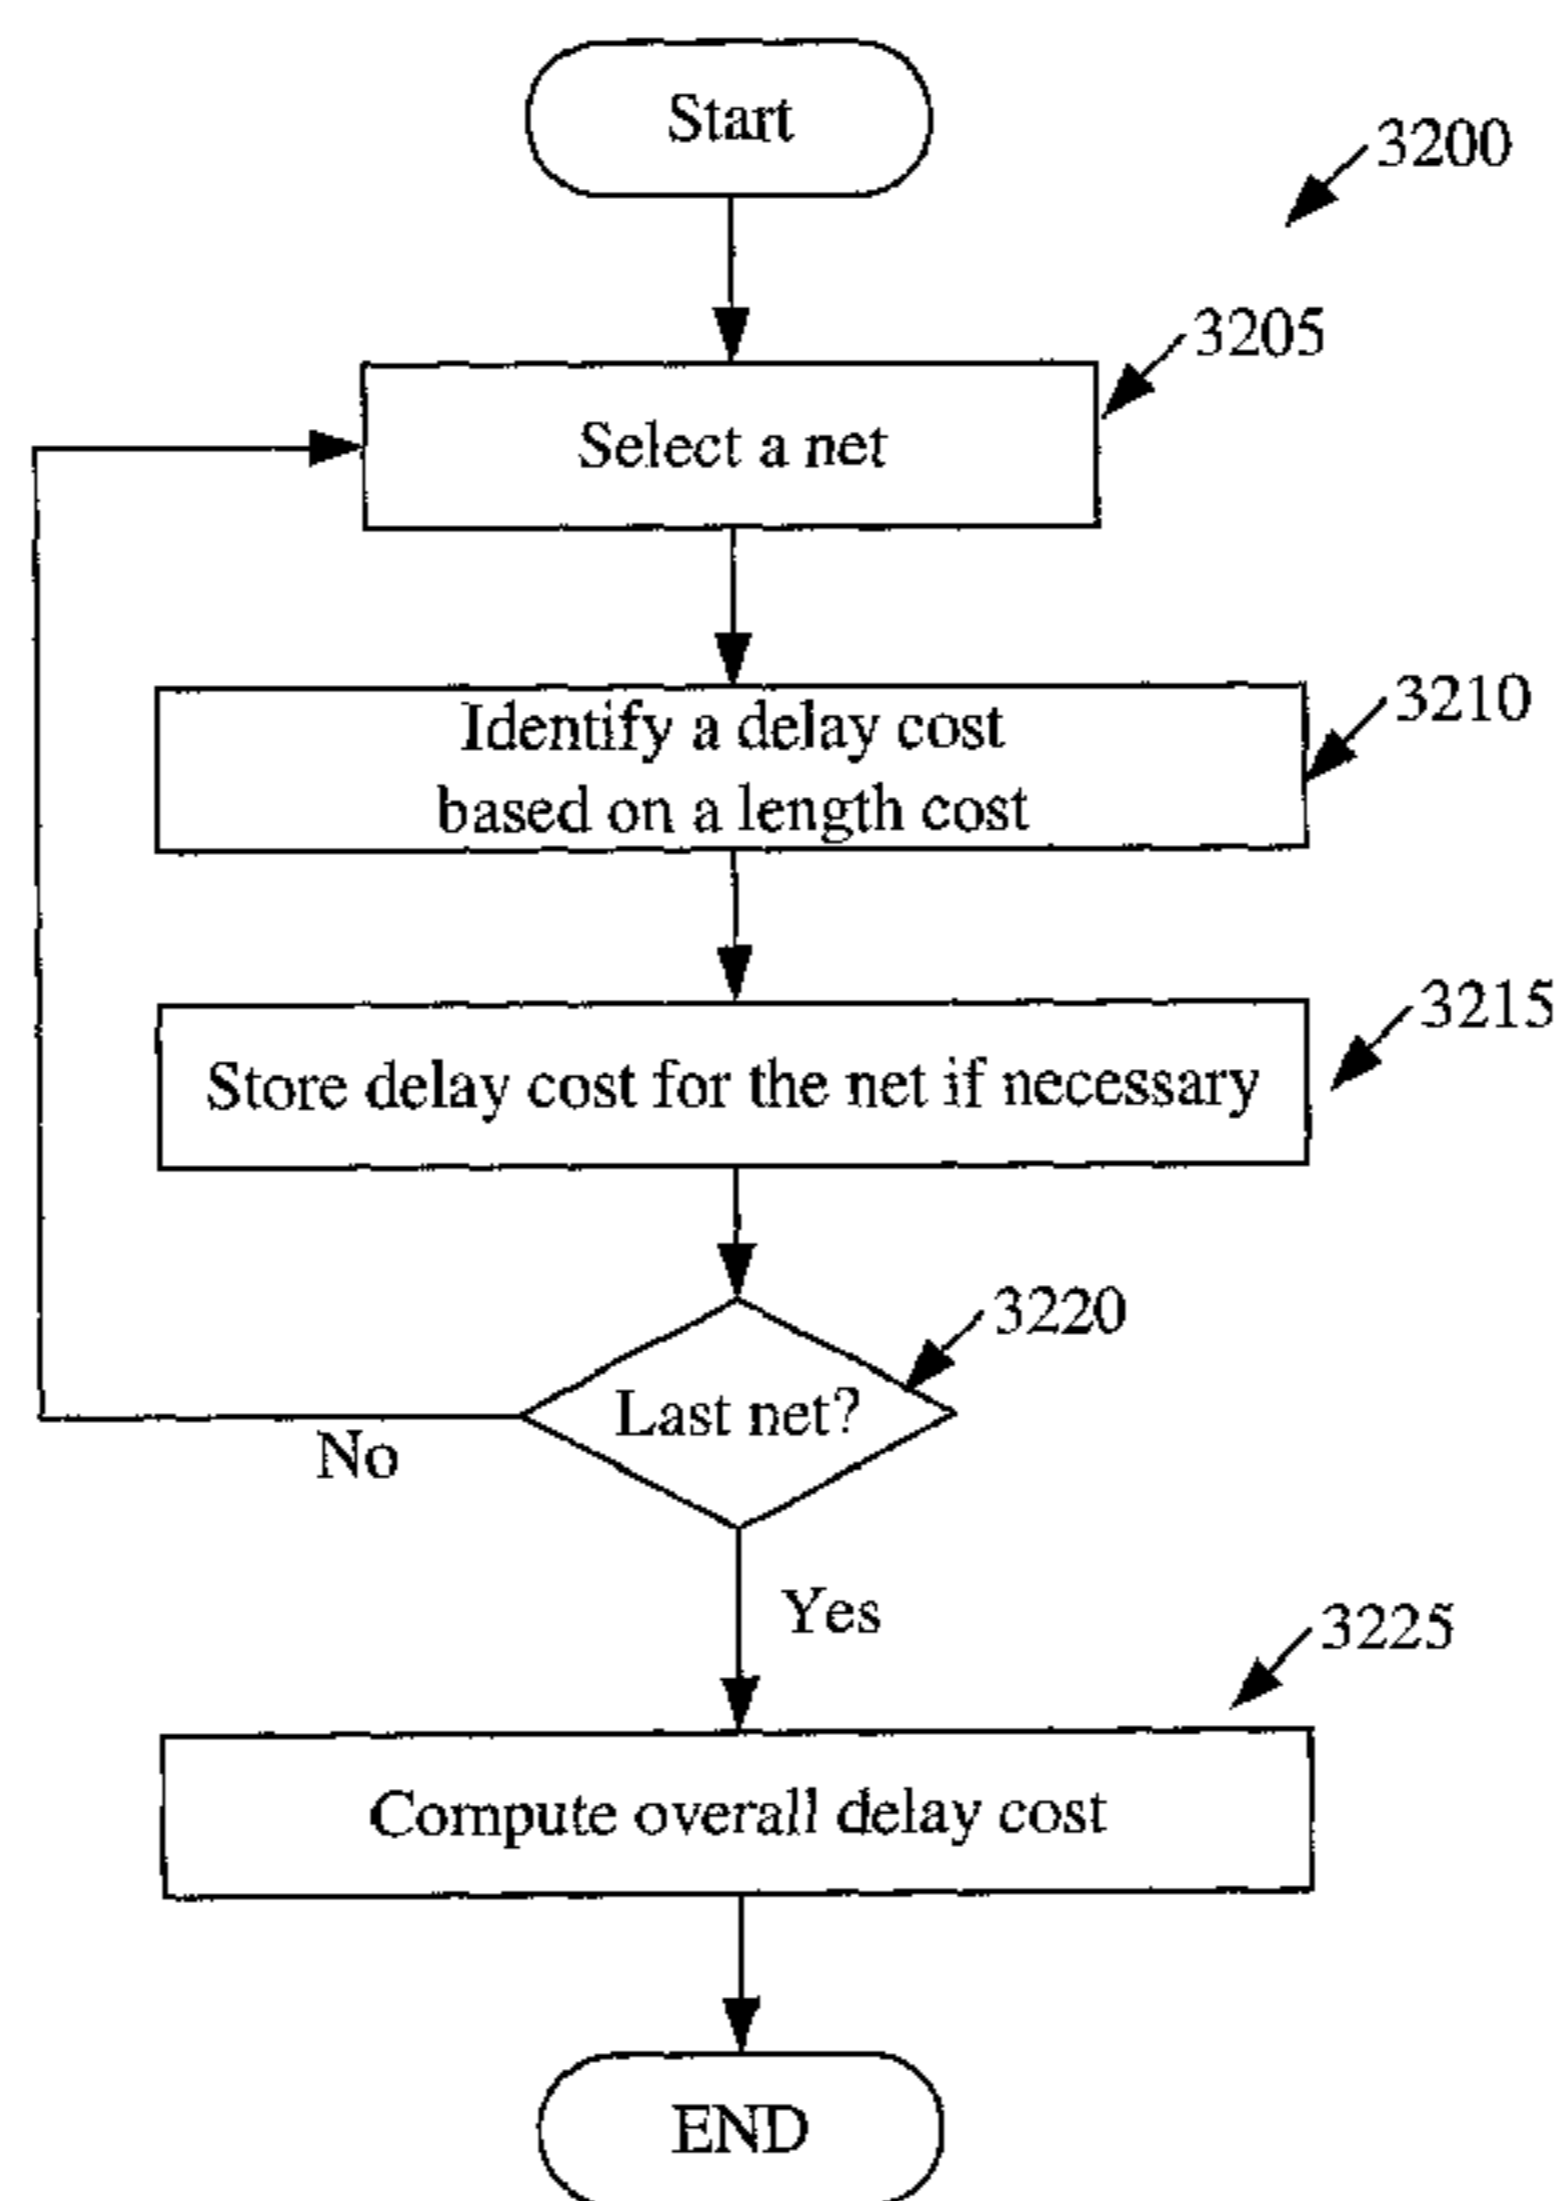 Start
3200
3205
Select a net
3210
Identify a delay cost
based on a length cost
3215
Store delay cost for the net if necessary
3220
Last net?
No
Yes
3225
Compute overall delay cost
END